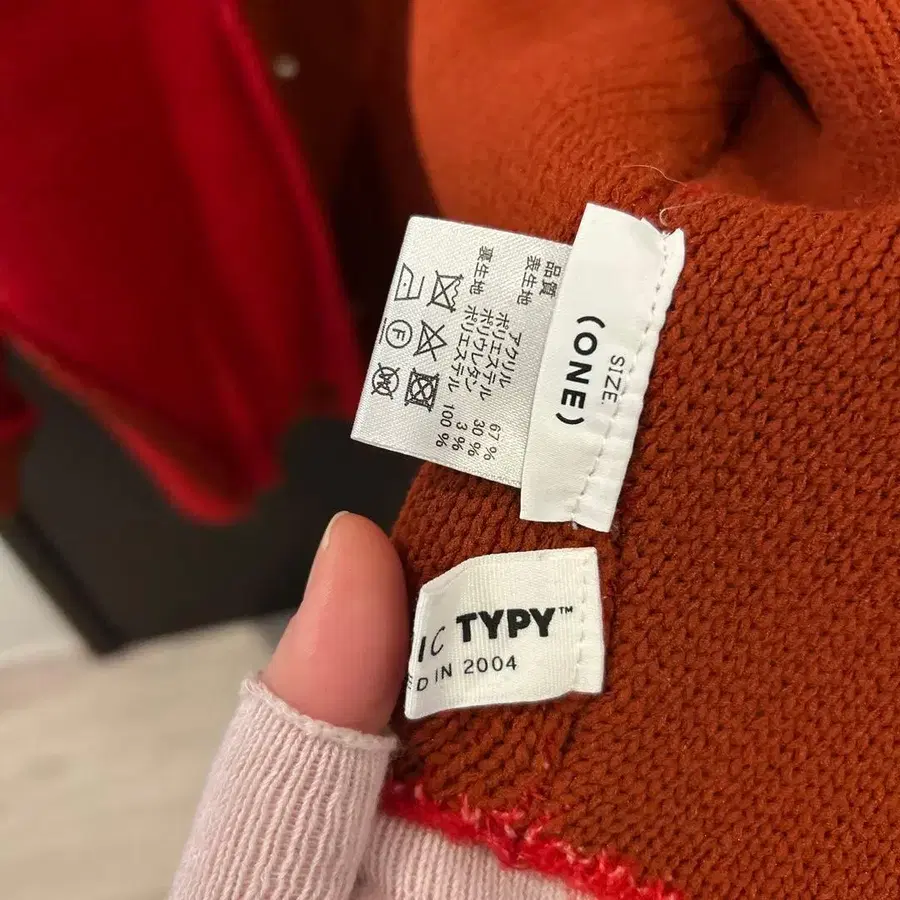 品質
表生地 アクリル 67%
ポリエステル 30%
ポリウレタン 3%
裏生地 ポリエステル 100%
F
SIZE
(ONE)
IC TYPY™
D IN 2004